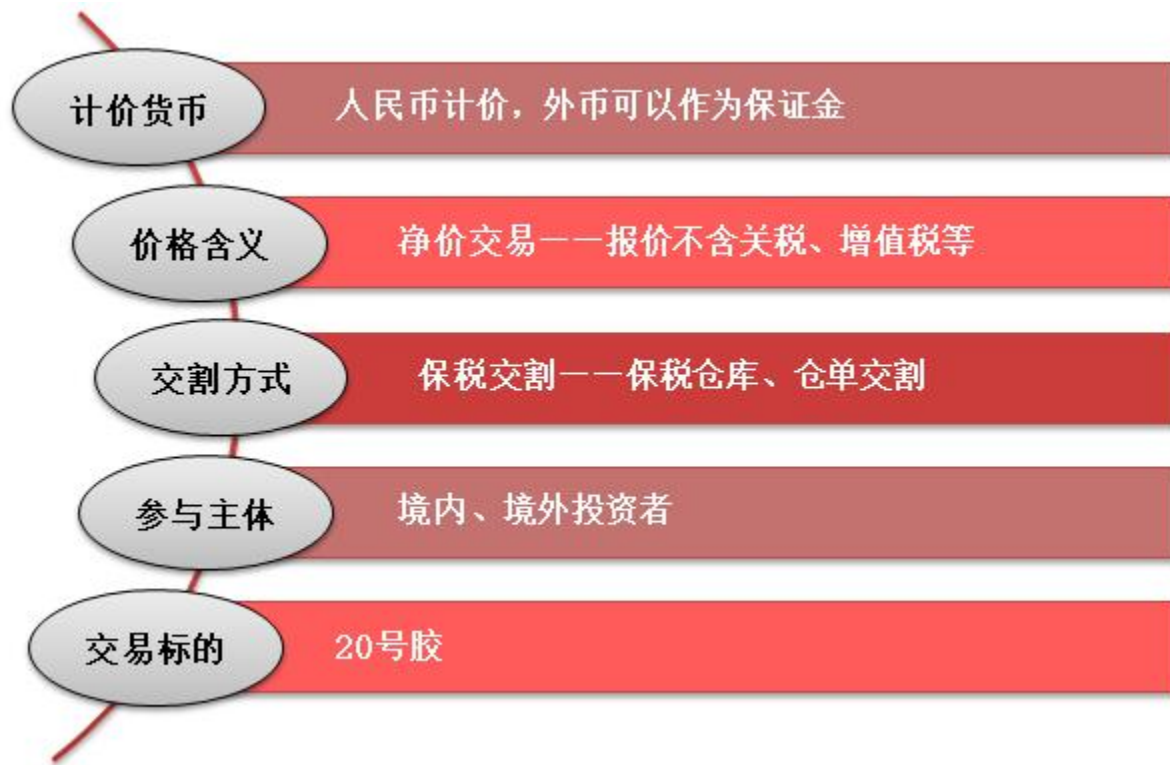 计价货币
人民币计价，外币可以作为保证金
价格含义
净价交易——报价不含关税、增值税等
交割方式
保税交割——保税仓库、仓单交割
参与主体
境内、境外投资者
交易标的
20号胶